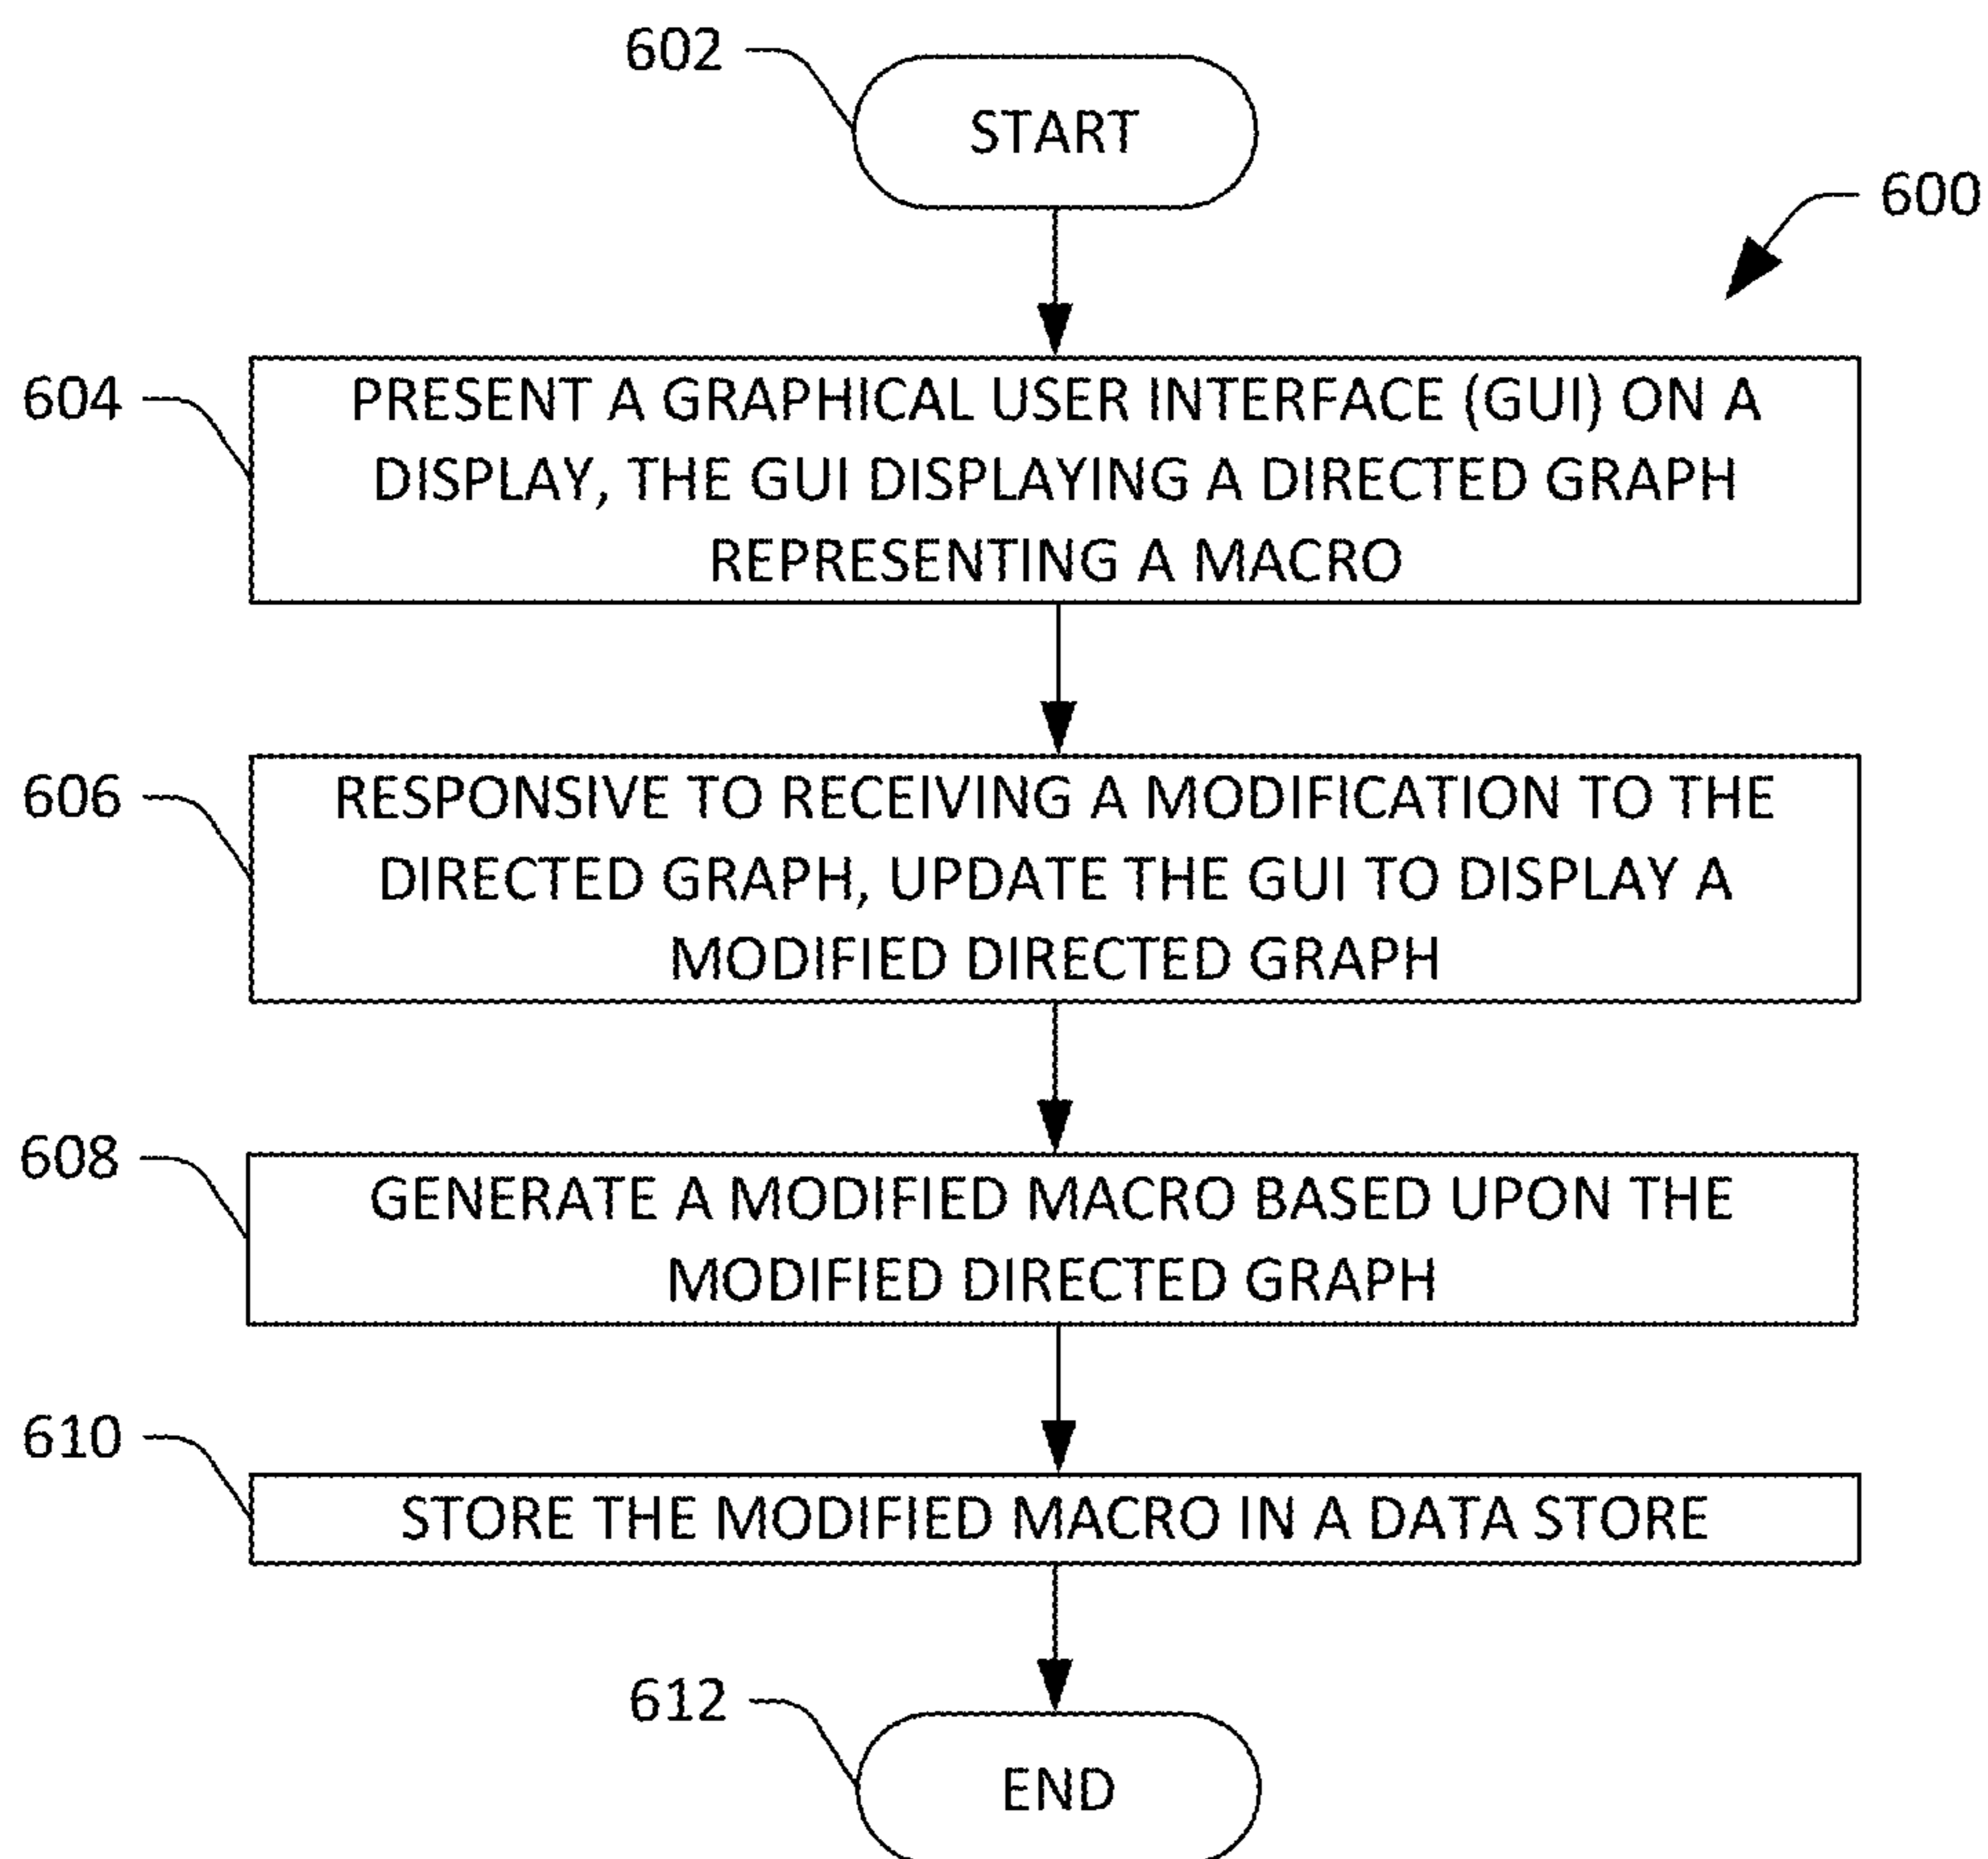 602
START
600
604
PRESENT A GRAPHICAL USER INTERFACE (GUI) ON A
DISPLAY, THE GUI DISPLAYING A DIRECTED GRAPH
REPRESENTING A MACRO
606
RESPONSIVE TO RECEIVING A MODIFICATION TO THE
DIRECTED GRAPH, UPDATE THE GUI TO DISPLAY A
MODIFIED DIRECTED GRAPH
608
GENERATE A MODIFIED MACRO BASED UPON THE
MODIFIED DIRECTED GRAPH
610
STORE THE MODIFIED MACRO IN A DATA STORE
612
END